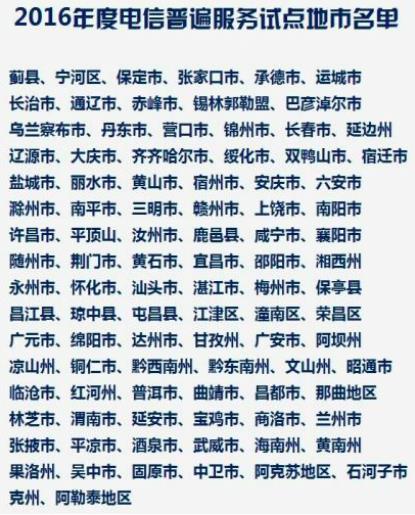 2016年度电信普遍服务试点地市名单
蓟县、宁河区、保定市、张家口市、承德市、运城市
长治市、通辽市、赤峰市、锡林郭勒盟、巴彦淖尔市
乌兰察布市、丹东市、营口市、锦州市、长春市、延边州
辽源市、大庆市、齐齐哈尔市、绥化市、双鸭山市、宿迁市
盐城市、丽水市、黄山市、宿州市、安庆市、六安市
滁州市、南平市、三明市、赣州市、上饶市、南阳市
许昌市、平顶山、汝州市、鹿邑县、咸宁市、襄阳市
随州市、荆门市、黄石市、宜昌市、邵阳市、湘西州
永州市、怀化市、汕头市、湛江市、梅州市、保亭县
昌江县、琼中县、屯昌县、江津区、潼南区、荣昌区
广元市、绵阳市、达州市、甘孜州、广安市、阿坝州
凉山州、铜仁市、黔西南州、黔东南州、文山州、昭通市
临沧市、红河州、普洱市、曲靖市、昌都市、那曲地区
林芝市、渭南市、延安市、宝鸡市、商洛市、兰州市
张掖市、平凉市、酒泉市、武威市、海南州、黄南州
果洛州、吴中市、固原市、中卫市、阿克苏地区、石河子市
克州、阿勒泰地区